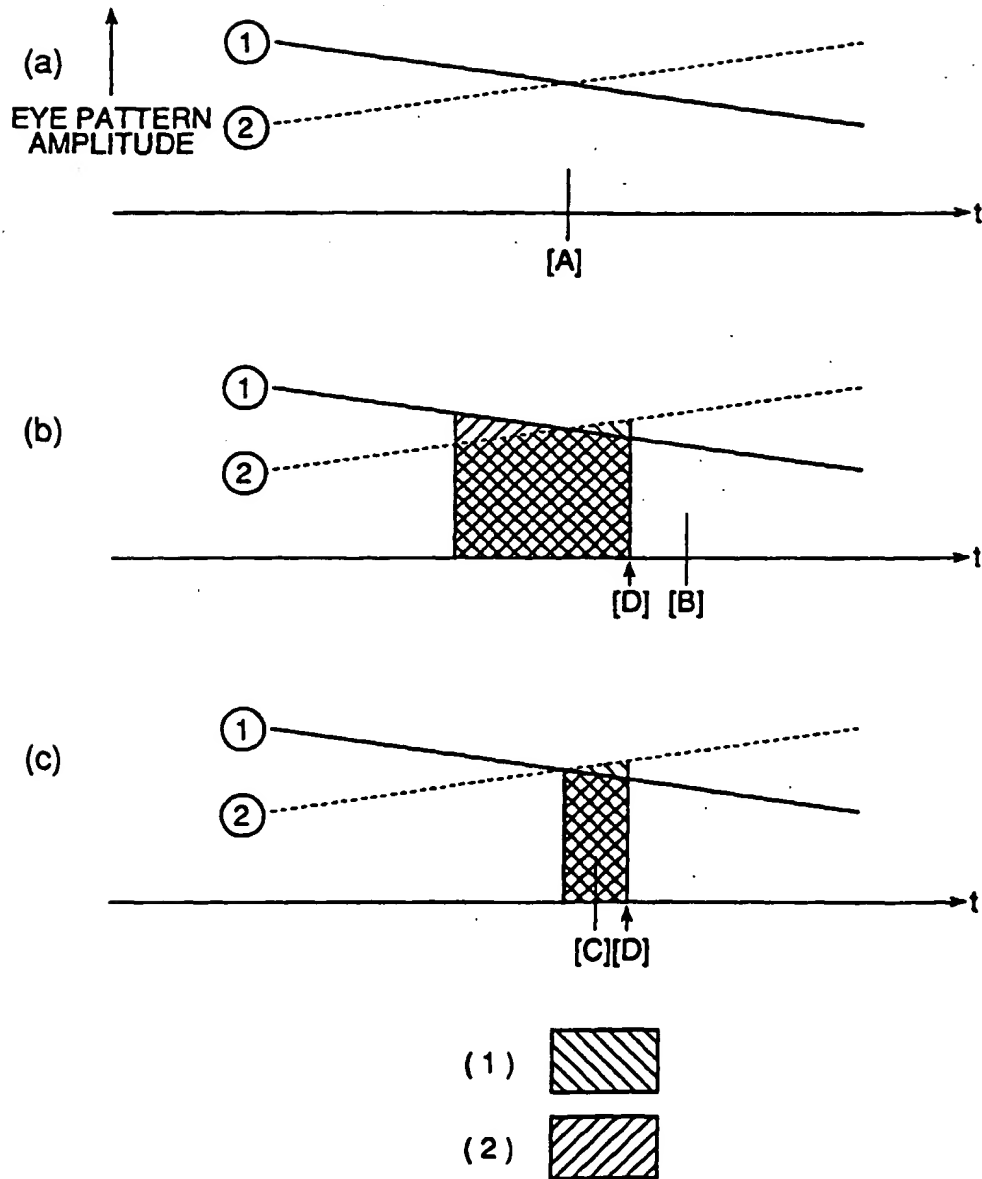 (a)
EYE PATTERN
AMPLITUDE
1
2
t
[A]
(b)
1
2
t
[D] [B]
(c)
1
2
t
[C][D]
(1)
(2)